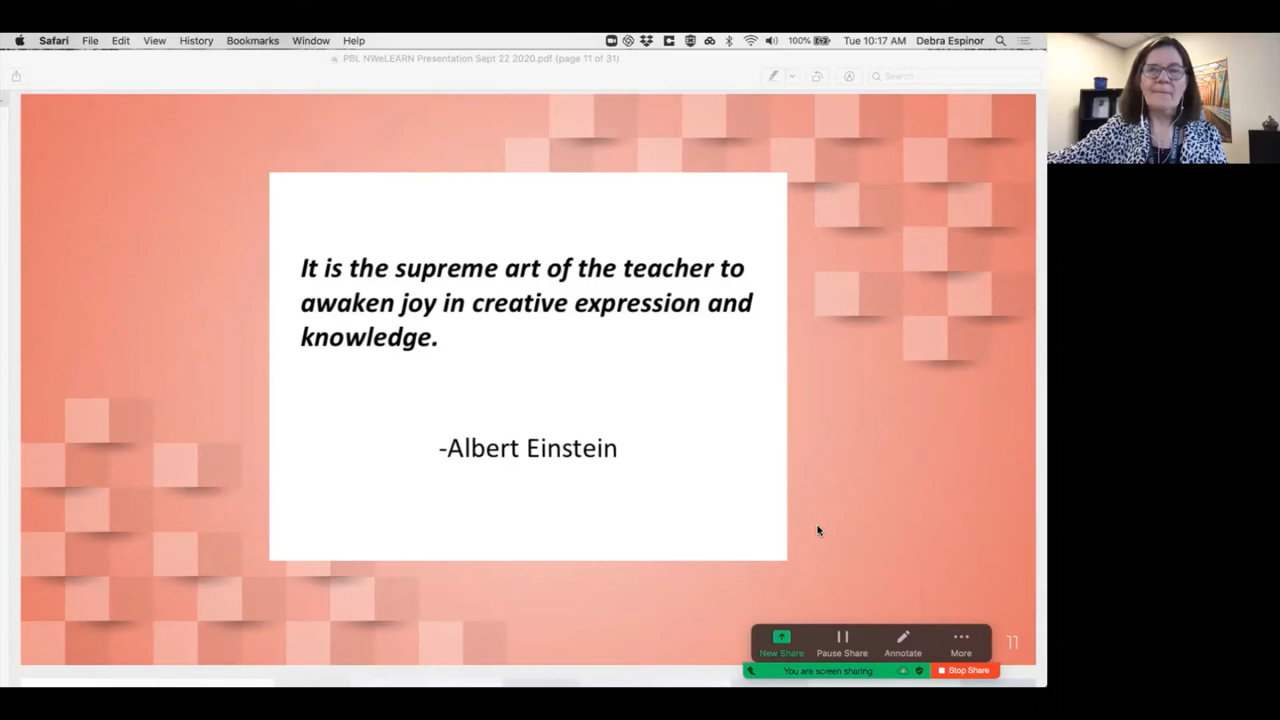 Safari File Edit View History Bookmarks Window Help 100% Tue 10:17 AM Debra Espinor
PBL NWeLEARN Presentation Sept 22 2020.pdf (page 11 of 31)
Search
It is the supreme art of the teacher to
awaken joy in creative expression and
knowledge.
-Albert Einstein
New Share Pause Share Annotate More
11
You are screen sharing Stop Share